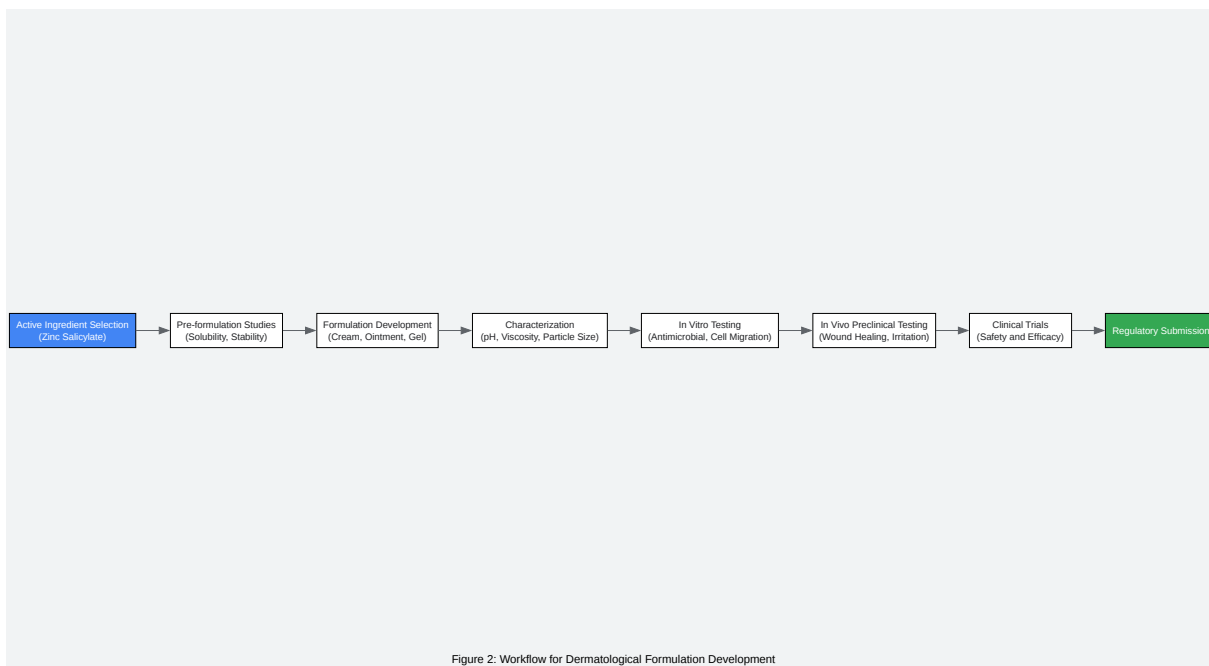 Active Ingredient Selection
(Zinc Salicylate)
Pre-formulation Studies
(Solubility, Stability)
Formulation Development
(Cream, Ointment, Gel)
Characterization
(pH, Viscosity, Particle Size)
In Vitro Testing
(Antimicrobial, Cell Migration)
In Vivo Preclinical Testing
(Wound Healing, Irritation)
Clinical Trials
(Safety and Efficacy)
Regulatory Submission
Figure 2: Workflow for Dermatological Formulation Development